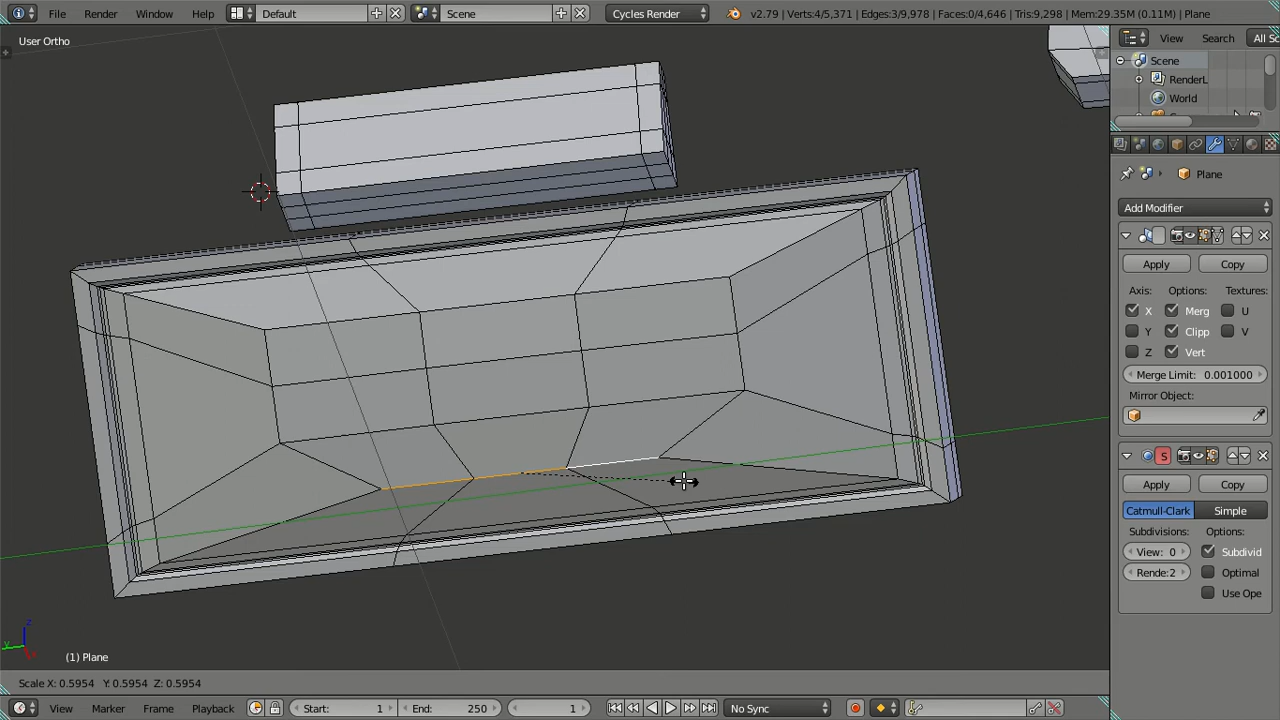 File Render Window Help Default Scene Cycles Render v2.79 | Verts:4/5,371 | Edges:3/9,978 | Faces:0/4,646 | Tris:9,298 | Mem:29.35M (0.11M) | Plane
User Ortho
View Search All Sc
Scene
RenderL
World
Plane
Add Modifier
Apply Copy
Axis: Options: Textures:
X Merg U
Y Clipp V
Z Vert
Merge Limit: 0.001000
Mirror Object:
S
Apply Copy
Catmull-Clark Simple
Subdivisions: Options:
View: 0 Subdivid
Rende:2 Optimal
Use Ope
z
y
(1) Plane
Scale X: 0.5954 Y: 0.5954 Z: 0.5954
View Marker Frame Playback Start: 1 End: 250 1 No Sync